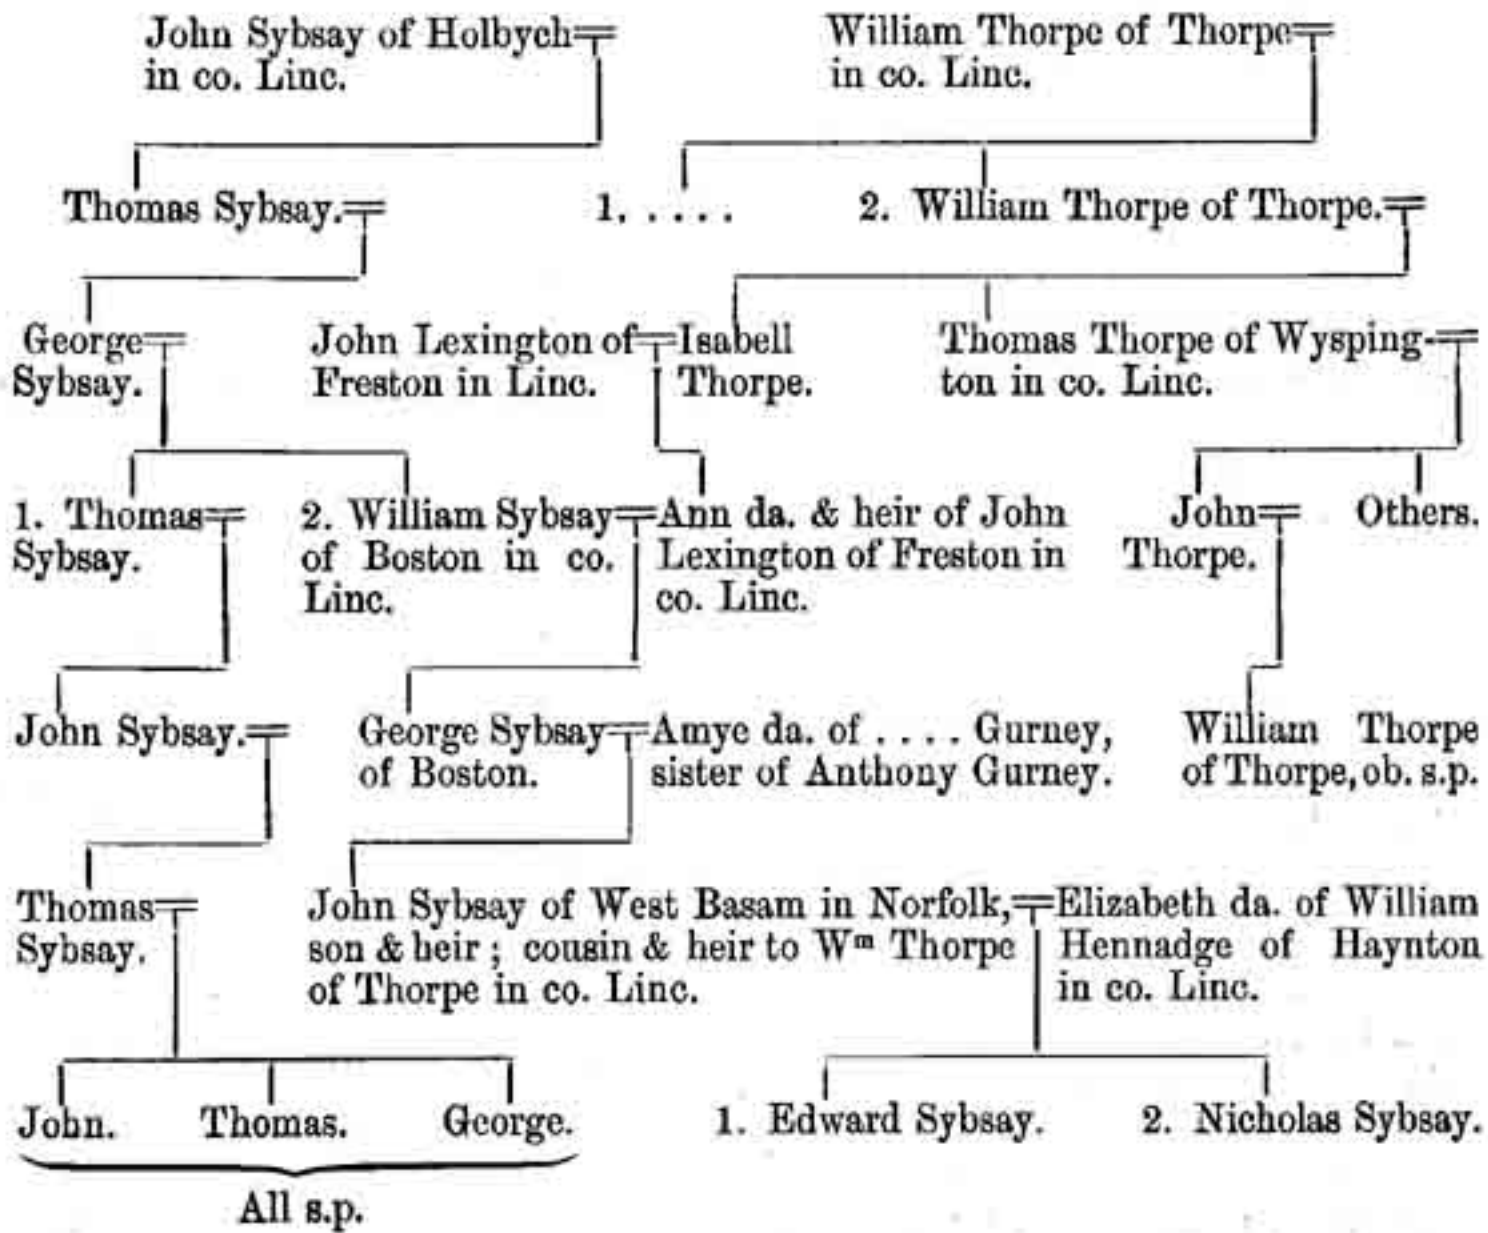 John Sybsay of Holbych
in co. Linc.
William Thorpe of Thorpe
in co. Linc.
Thomas Sybsay.
1. . . . .
2. William Thorpe of Thorpe.
George
Sybsay.
John Lexington of
Freston in Linc.
Isabell
Thorpe.
Thomas Thorpe of Wysping-
ton in co. Linc.
1. Thomas
Sybsay.
2. William Sybsay
of Boston in co.
Linc.
Ann da. & heir of John
Lexington of Freston in
co. Linc.
John
Thorpe.
Others.
John Sybsay.
George Sybsay
of Boston.
Amye da. of . . . . Gurney,
sister of Anthony Gurney.
William Thorpe
of Thorpe, ob. s.p.
Thomas
Sybsay.
John Sybsay of West Basam in Norfolk,
son & heir ; cousin & heir to Wᵐ Thorpe
of Thorpe in co. Linc.
Elizabeth da. of William
Hennadge of Haynton
in co. Linc.
John. Thomas. George.
All s.p.
1. Edward Sybsay. 2. Nicholas Sybsay.